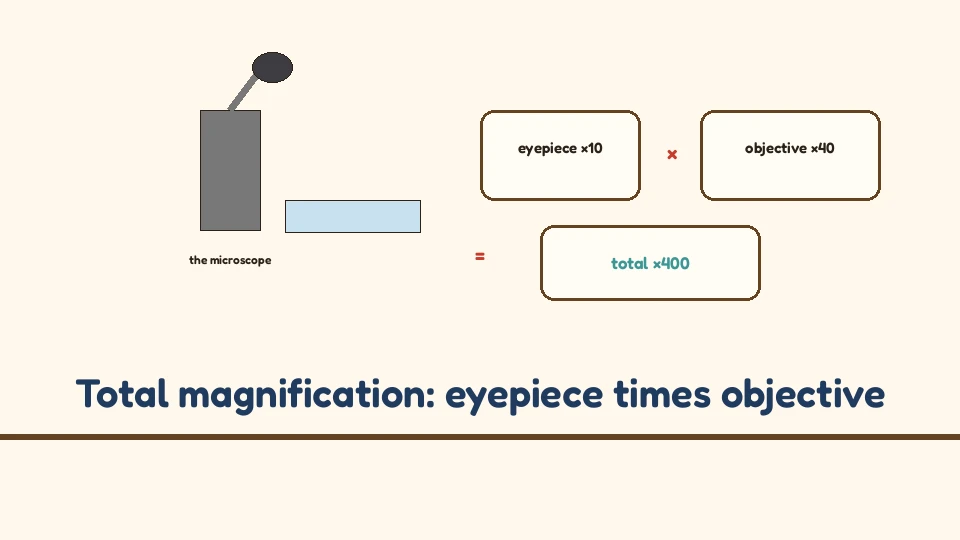 eyepiece ×10
×
objective ×40
the microscope
=
total ×400
Total magnification: eyepiece times objective